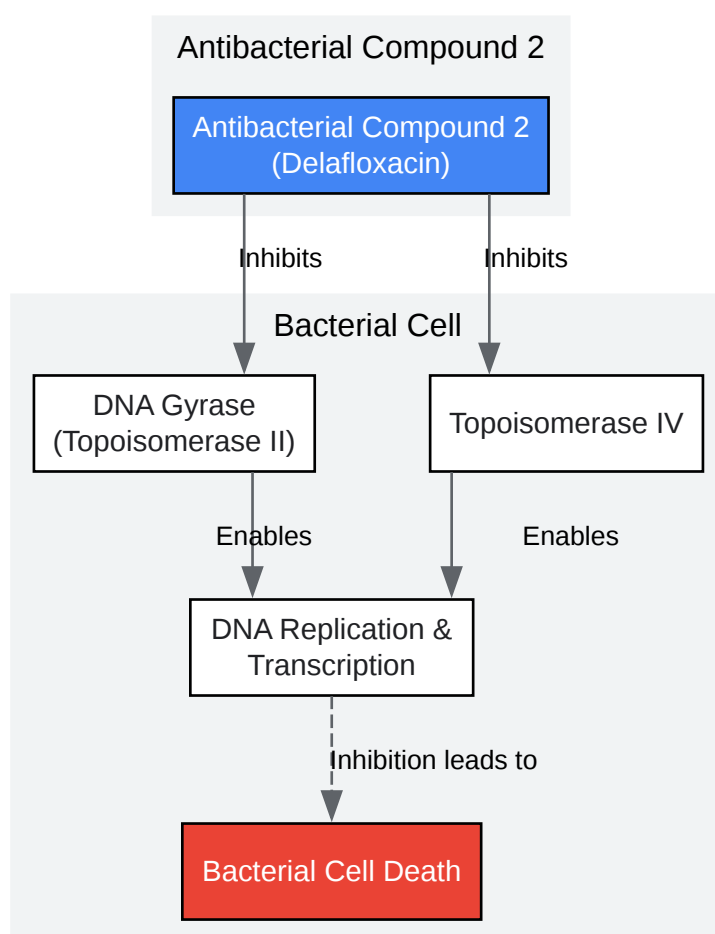 Antibacterial Compound 2
Antibacterial Compound 2
(Delafloxacin)
Inhibits
Inhibits
Bacterial Cell
DNA Gyrase
(Topoisomerase II)
Topoisomerase IV
Enables
Enables
DNA Replication &
Transcription
Inhibition leads to
Bacterial Cell Death